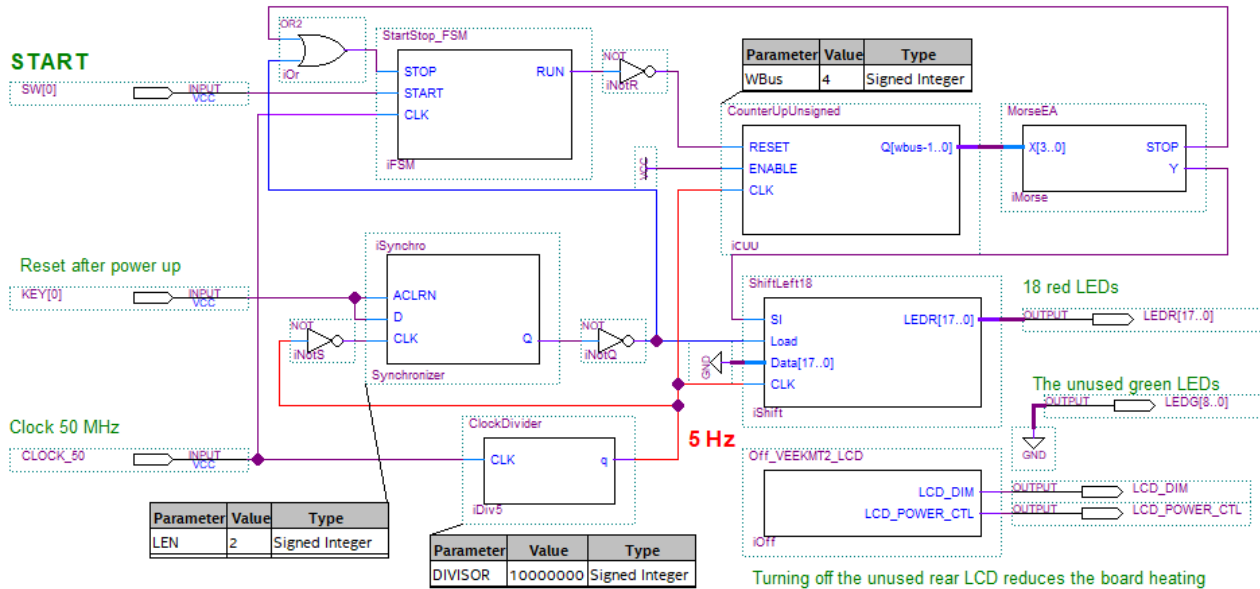 START
SW[0]
INPUT
VCC
OR2
iOr
StartStop_FSM
STOP
START
CLK
RUN
iFSM
NOT
iNotR
Parameter Value Type
WBus 4 Signed Integer
CounterUpUnsigned
RESET
ENABLE
CLK
Q[wbus-1..0]
iCUU
VCC
MorseEA
X[3..0]
STOP
Y
iMorse
Reset after power up
KEY[0]
INPUT
VCC
iSynchro
ACLRN
D
CLK
Q
Synchronizer
NOT
iNotS
NOT
iNotQ
ShiftLeft18
SI
Load
Data[17..0]
CLK
LEDR[17..0]
iShift
GND
18 red LEDs
OUTPUT
LEDR[17..0]
The unused green LEDs
OUTPUT
LEDG[8..0]
GND
Clock 50 MHz
CLOCK_50
INPUT
VCC
ClockDivider
CLK
q
iDiv5
5 Hz
Off_VEEKMT2_LCD
LCD_DIM
LCD_POWER_CTL
iOff
OUTPUT
LCD_DIM
OUTPUT
LCD_POWER_CTL
Parameter Value Type
LEN 2 Signed Integer
Parameter Value Type
DIVISOR 10000000 Signed Integer
Turning off the unused rear LCD reduces the board heating